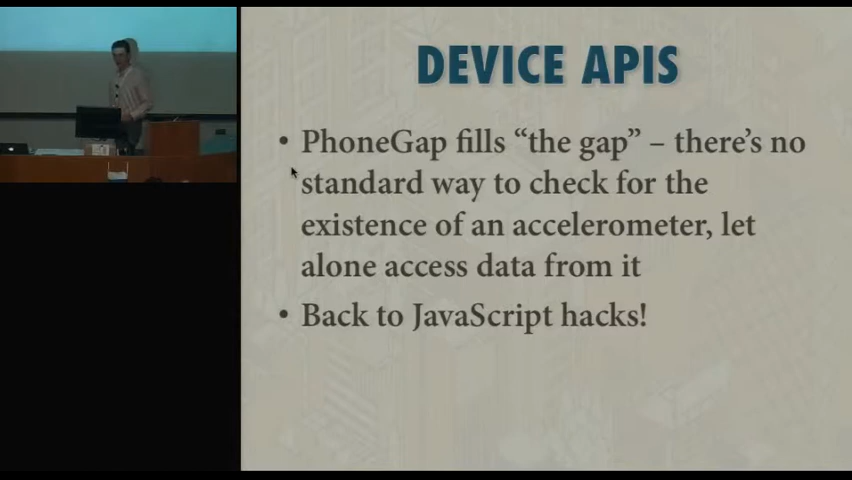 DEVICE APIS
• PhoneGap fills “the gap” – there’s no
standard way to check for the
existence of an accelerometer, let
alone access data from it
• Back to JavaScript hacks!